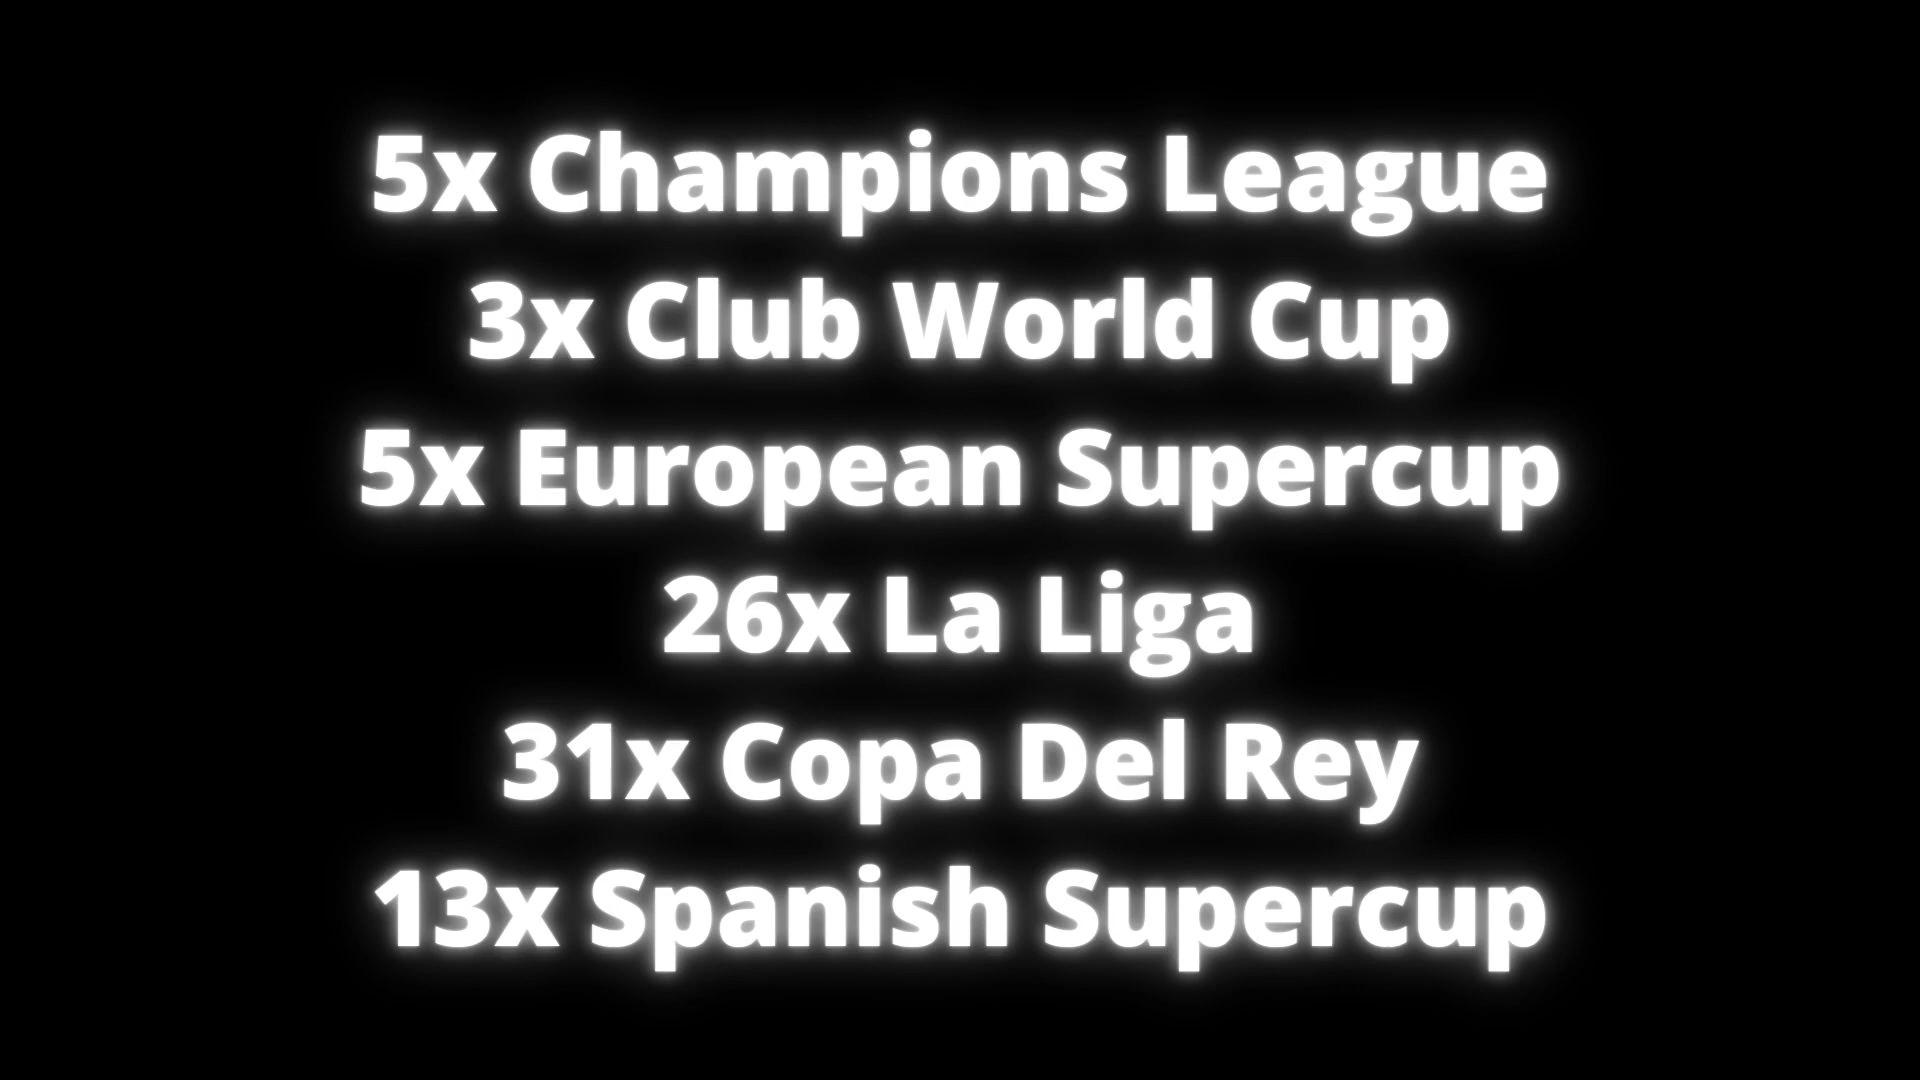 5x Champions League
3x Club World Cup
5x European Supercup
26x La Liga
31x Copa Del Rey
13x Spanish Supercup